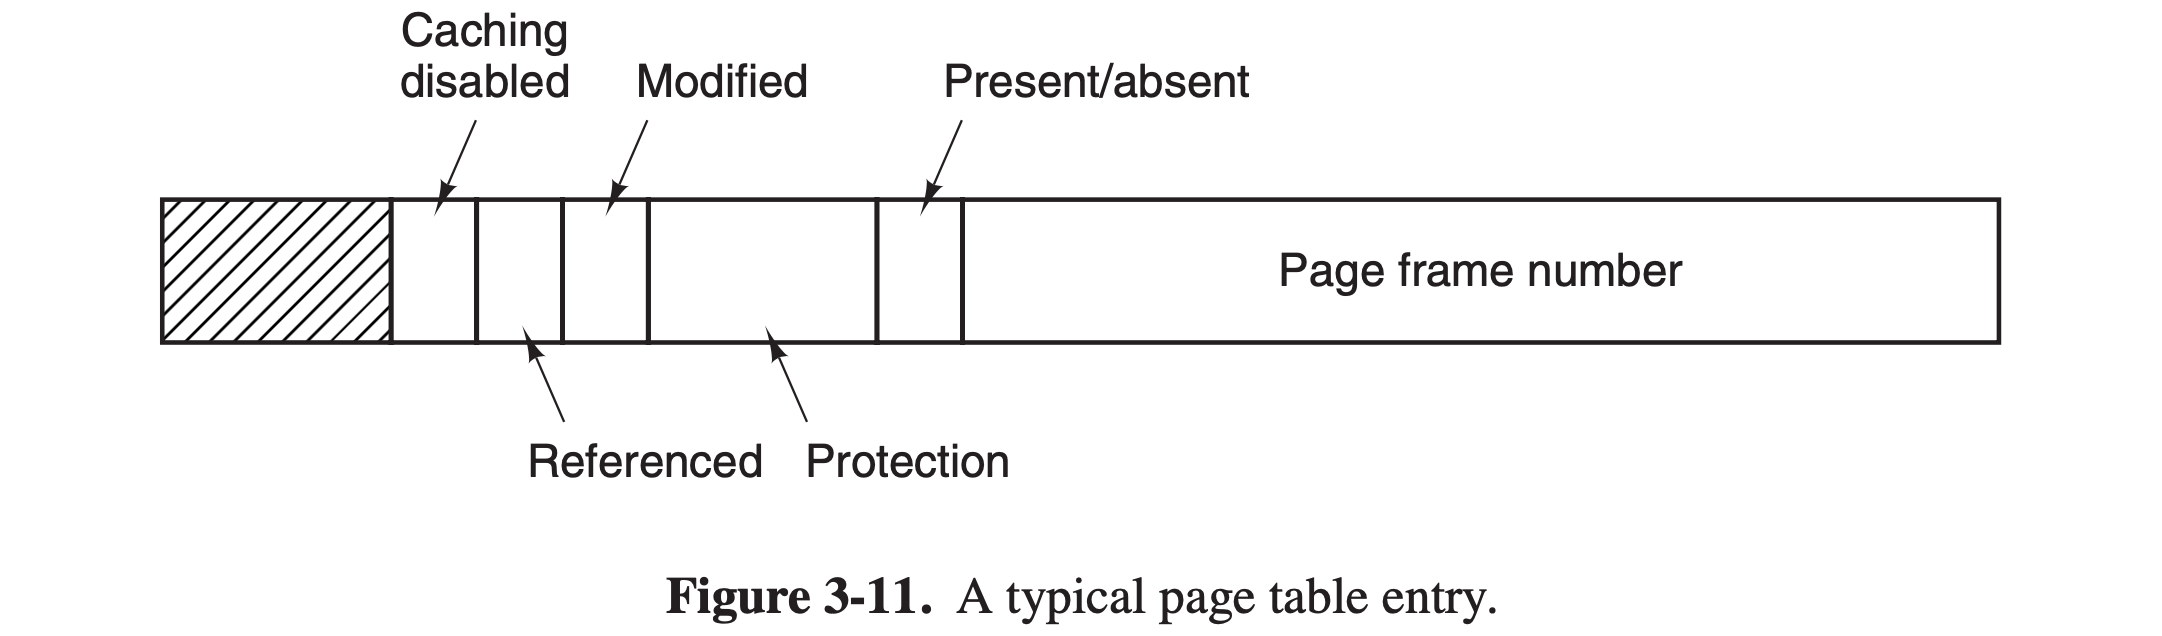 Caching
disabled
Modified
Present/absent
Page frame number
Referenced
Protection
Figure 3-11. A typical page table entry.